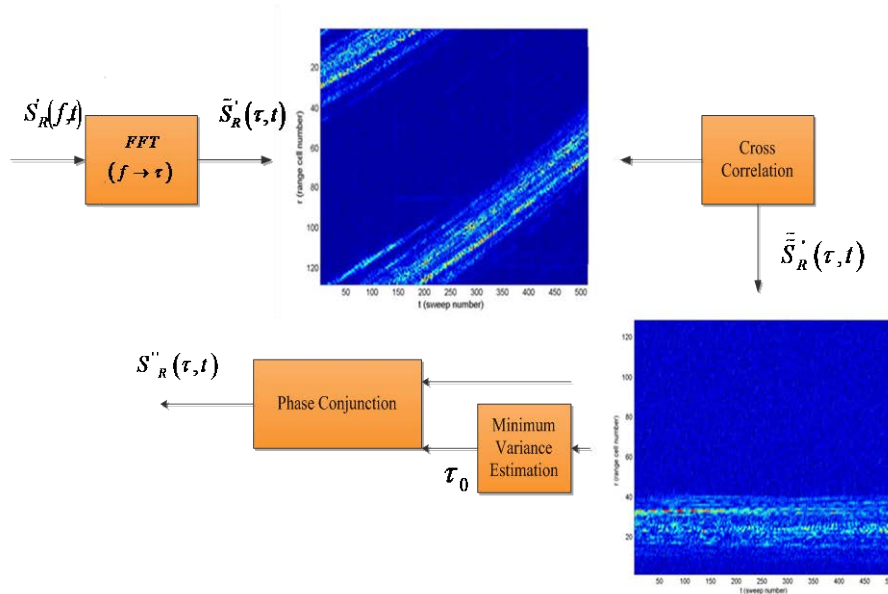 S'_R(f,t)
FFT
(f → τ)
S̃'_R(τ,t)
r (range cell number)
20
40
60
80
100
120
50 100 150 200 250 300 350 400 450 500
t (sweep number)
Cross
Correlation
S̃̃'_R(τ,t)
S''_R(τ,t)
Phase Conjunction
Minimum
Variance
Estimation
τ₀
r (range cell number)
120
100
80
60
40
20
50 100 150 200 250 300 350 400 450 500
t (sweep number)